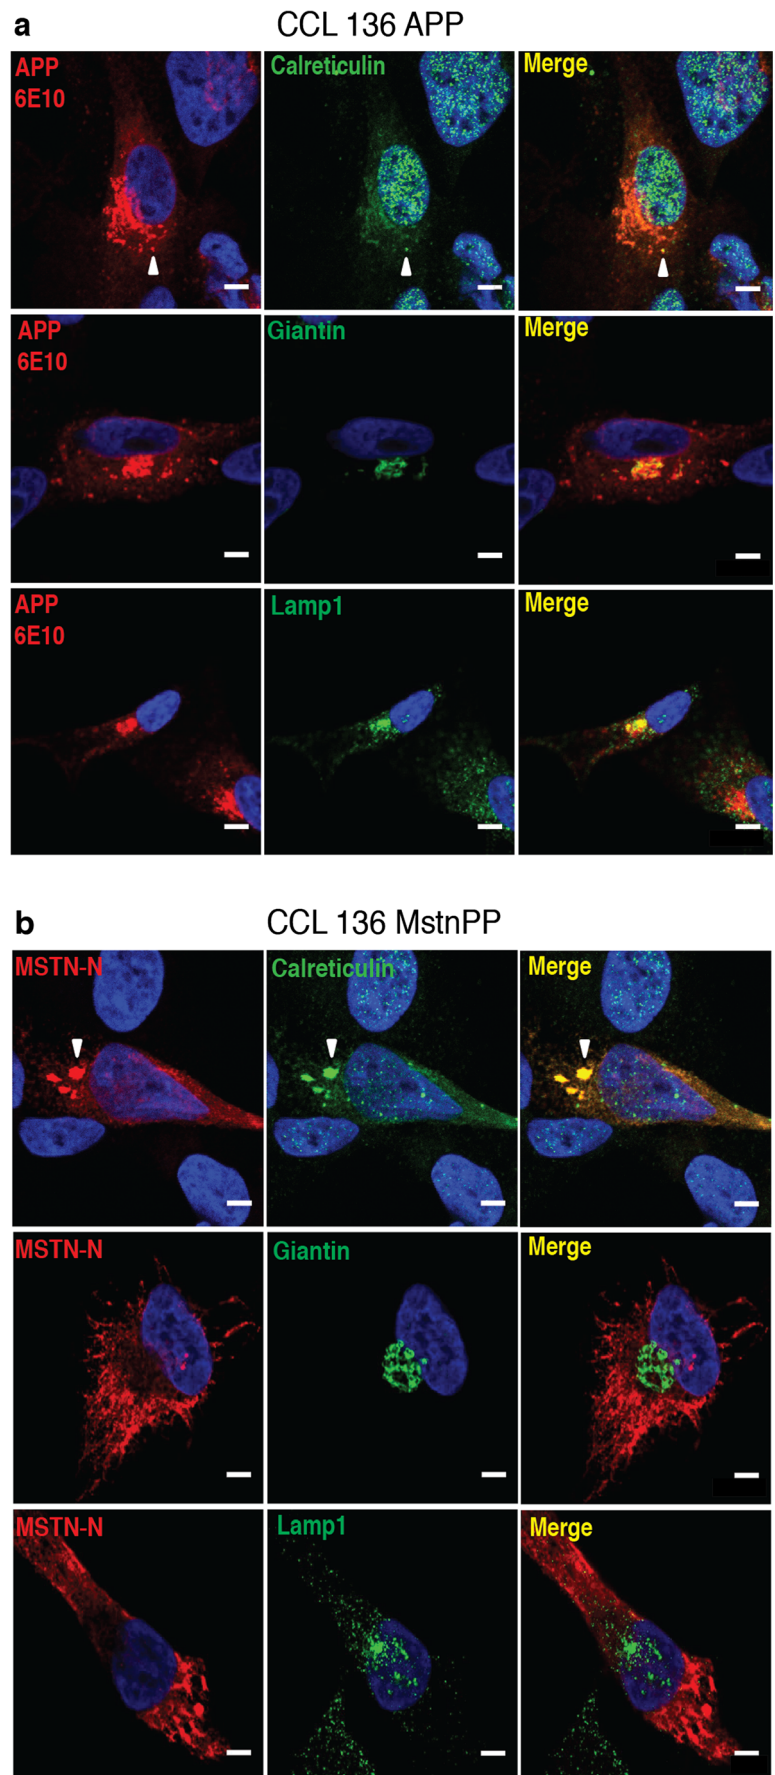 a
CCL 136 APP
APP
6E10
Calreticulin
Merge
APP
6E10
Giantin
Merge
APP
6E10
Lamp1
Merge
b
CCL 136 MstnPP
MSTN-N
Calreticulin
Merge
MSTN-N
Giantin
Merge
MSTN-N
Lamp1
Merge